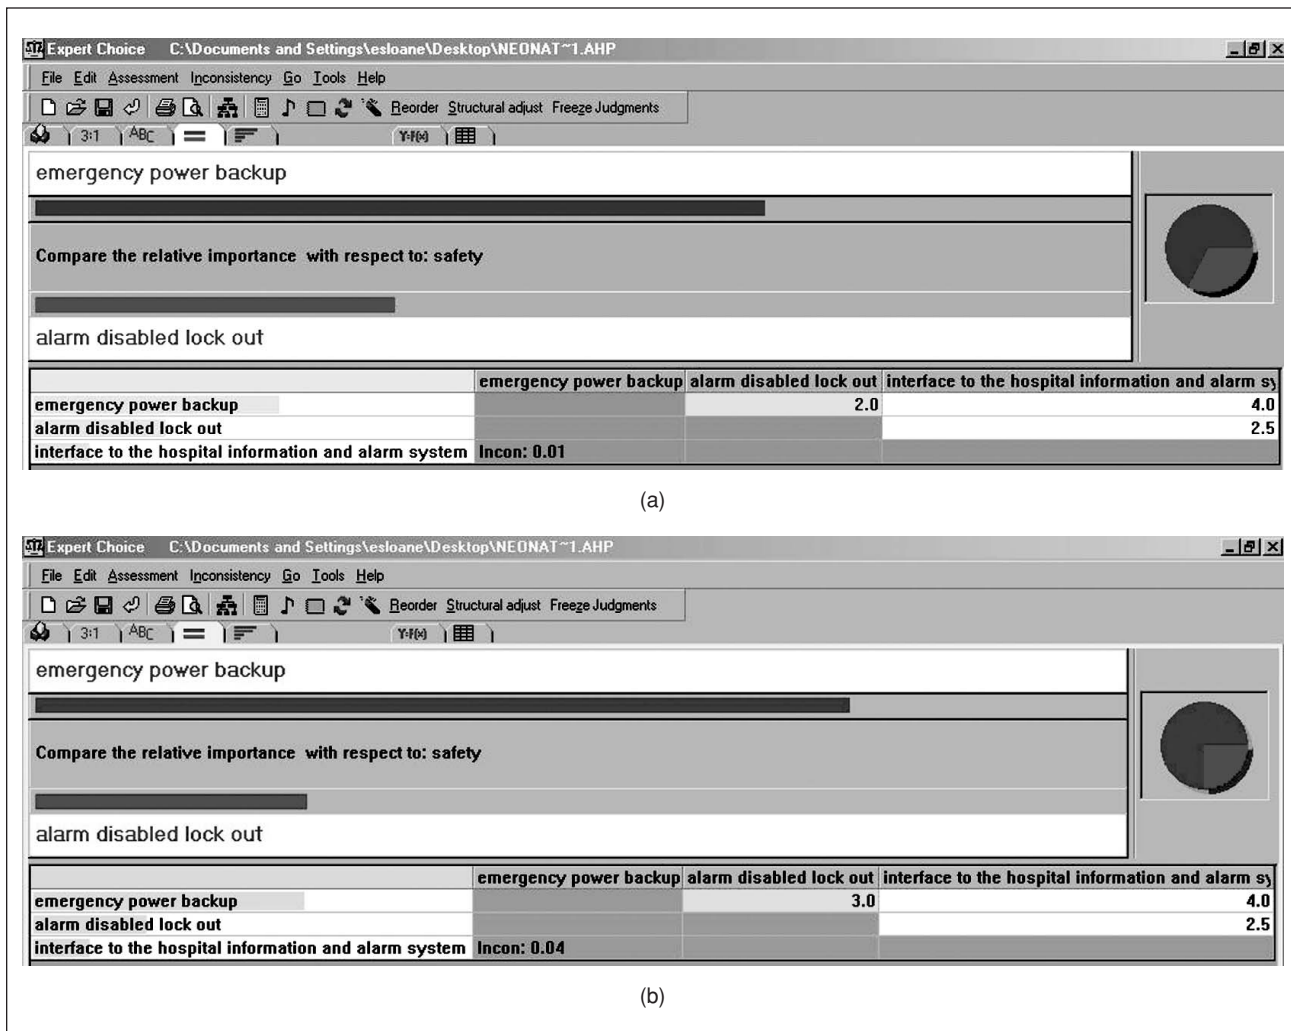 Expert Choice C:\Documents and Settings\esloane\Desktop\NEONAT~1.AHP
File Edit Assessment Inconsistency Go Tools Help
Reorder Structural adjust Freeze Judgments
3:1 ABC Y=F(x)
emergency power backup
Compare the relative importance with respect to: safety
alarm disabled lock out
emergency power backup alarm disabled lock out interface to the hospital information and alarm sy
emergency power backup 2.0 4.0
alarm disabled lock out 2.5
interface to the hospital information and alarm system Incon: 0.01
(a)
Expert Choice C:\Documents and Settings\esloane\Desktop\NEONAT~1.AHP
File Edit Assessment Inconsistency Go Tools Help
Reorder Structural adjust Freeze Judgments
3:1 ABC Y=F(x)
emergency power backup
Compare the relative importance with respect to: safety
alarm disabled lock out
emergency power backup alarm disabled lock out interface to the hospital information and alarm sy
emergency power backup 3.0 4.0
alarm disabled lock out 2.5
interface to the hospital information and alarm system Incon: 0.04
(b)